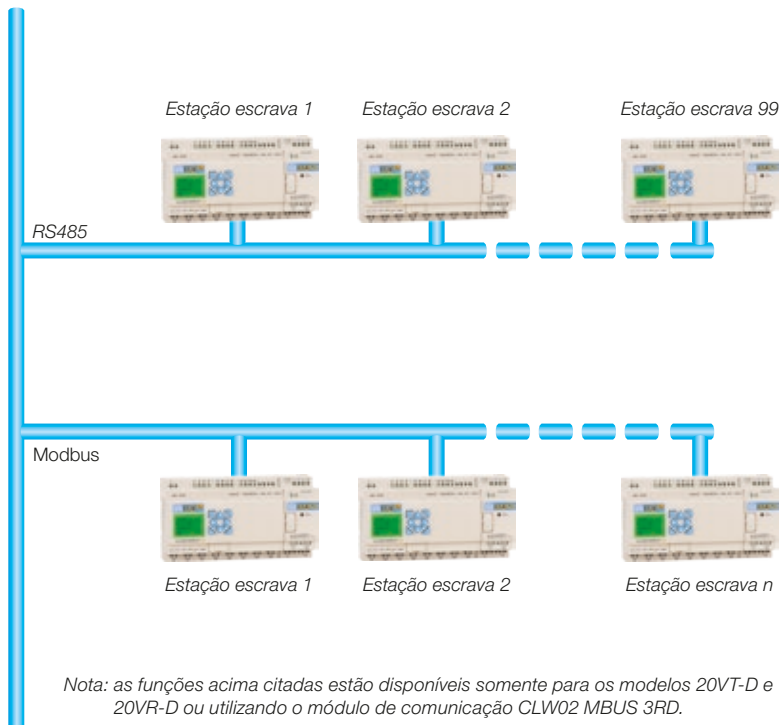 Estação escrava 1 Estação escrava 2 Estação escrava 99
RS485
Modbus
Estação escrava 1 Estação escrava 2 Estação escrava n
Nota: as funções acima citadas estão disponíveis somente para os modelos 20VT-D e
20VR-D ou utilizando o módulo de comunicação CLW02 MBUS 3RD.